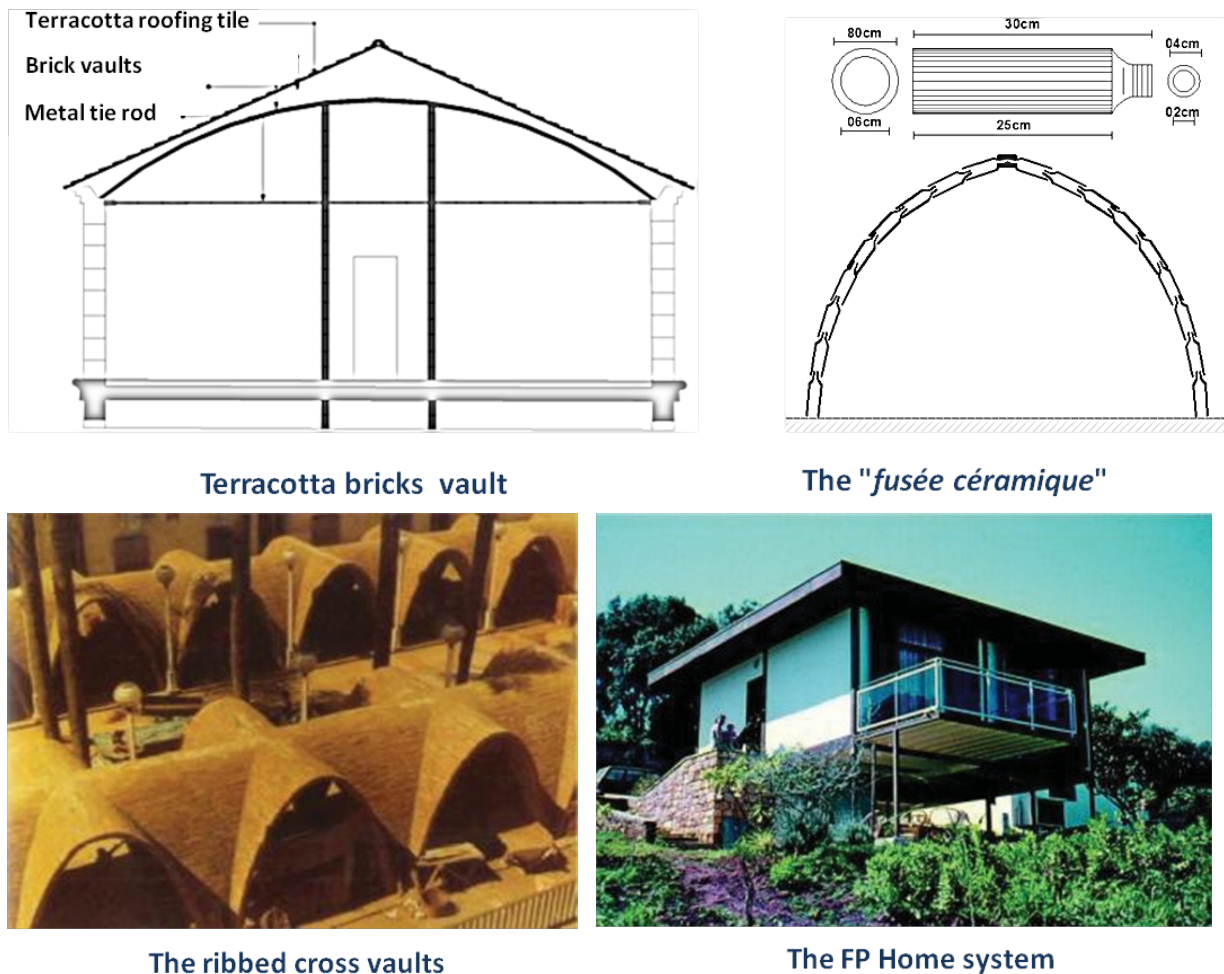 Terracotta roofing tile
Brick vaults
Metal tie rod
30cm
80cm
04cm
06cm
02cm
25cm
Terracotta bricks vault
The "fusée céramique"
The ribbed cross vaults
The FP Home system